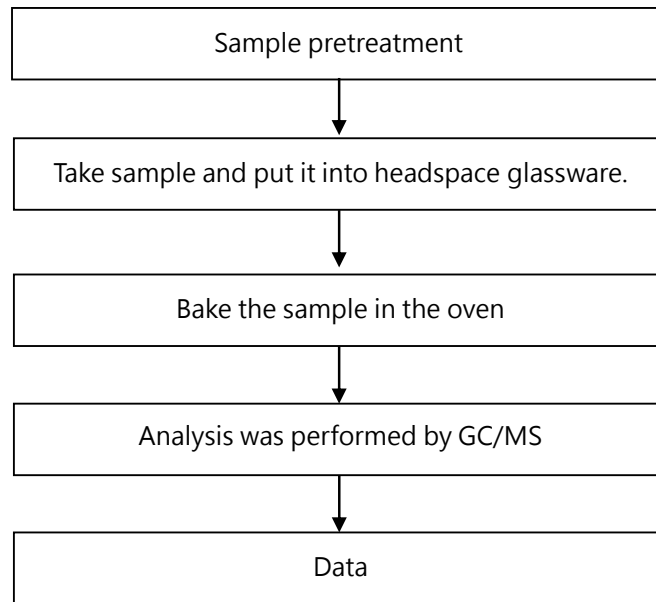 Sample pretreatment
Take sample and put it into headspace glassware.
Bake the sample in the oven
Analysis was performed by GC/MS
Data